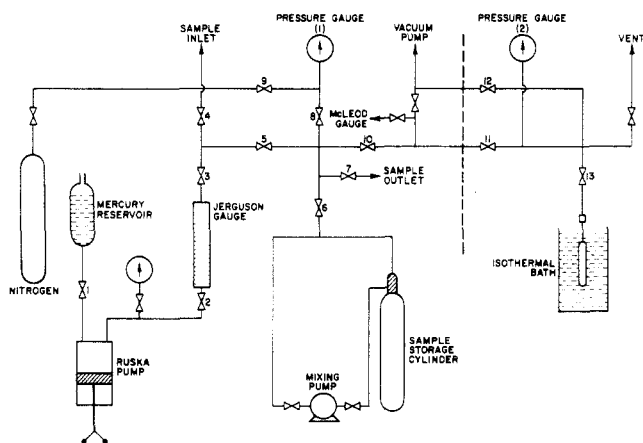 PRESSURE GAUGE
(1)
SAMPLE
INLET
VACUUM
PUMP
PRESSURE GAUGE
(2)
VENT
9
12
4
8
McLEOD
GAUGE
5
10
11
7
SAMPLE
OUTLET
3
13
MERCURY
RESERVOIR
JERGUSON
GAUGE
6
NITROGEN
1
2
ISOTHERMAL
BATH
RUSKA
PUMP
MIXING
PUMP
SAMPLE
STORAGE
CYLINDER